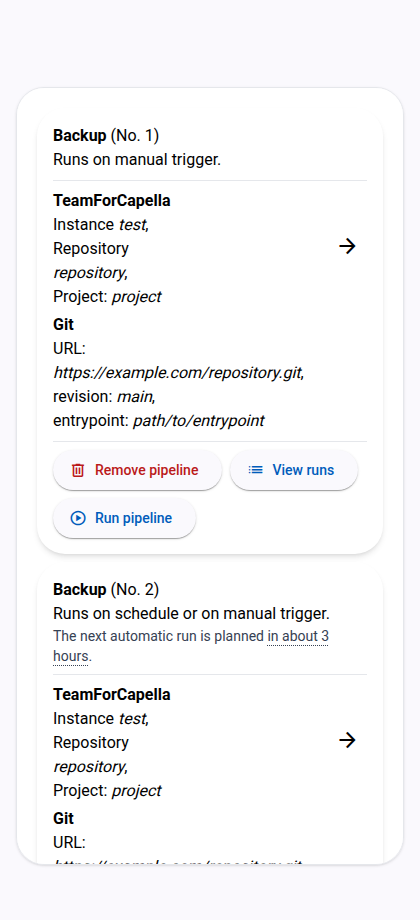 Backup (No. 1)
Runs on manual trigger.
TeamForCapella
Instance test,
Repository
repository,
Project: project
Git
URL:
https://example.com/repository.git,
revision: main,
entrypoint: path/to/entrypoint
Remove pipeline
View runs
Run pipeline
Backup (No. 2)
Runs on schedule or on manual trigger.
The next automatic run is planned in about 3
hours.
TeamForCapella
Instance test,
Repository
repository,
Project: project
Git
URL: